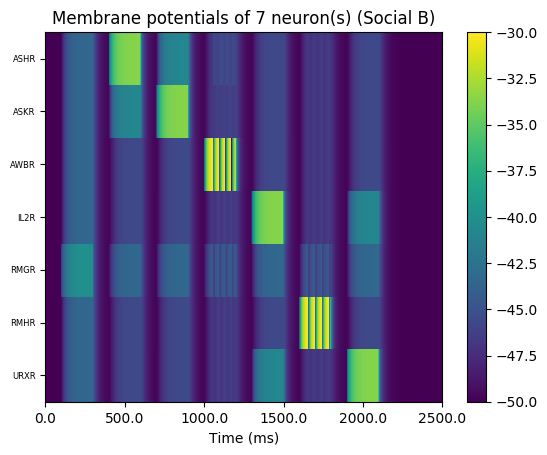 Membrane potentials of 7 neuron(s) (Social B)
ASHR
ASKR
AWBR
IL2R
RMGR
RMHR
URXR
0.0 500.0 1000.0 1500.0 2000.0 2500.0
Time (ms)
−30.0
−32.5
−35.0
−37.5
−40.0
−42.5
−45.0
−47.5
−50.0